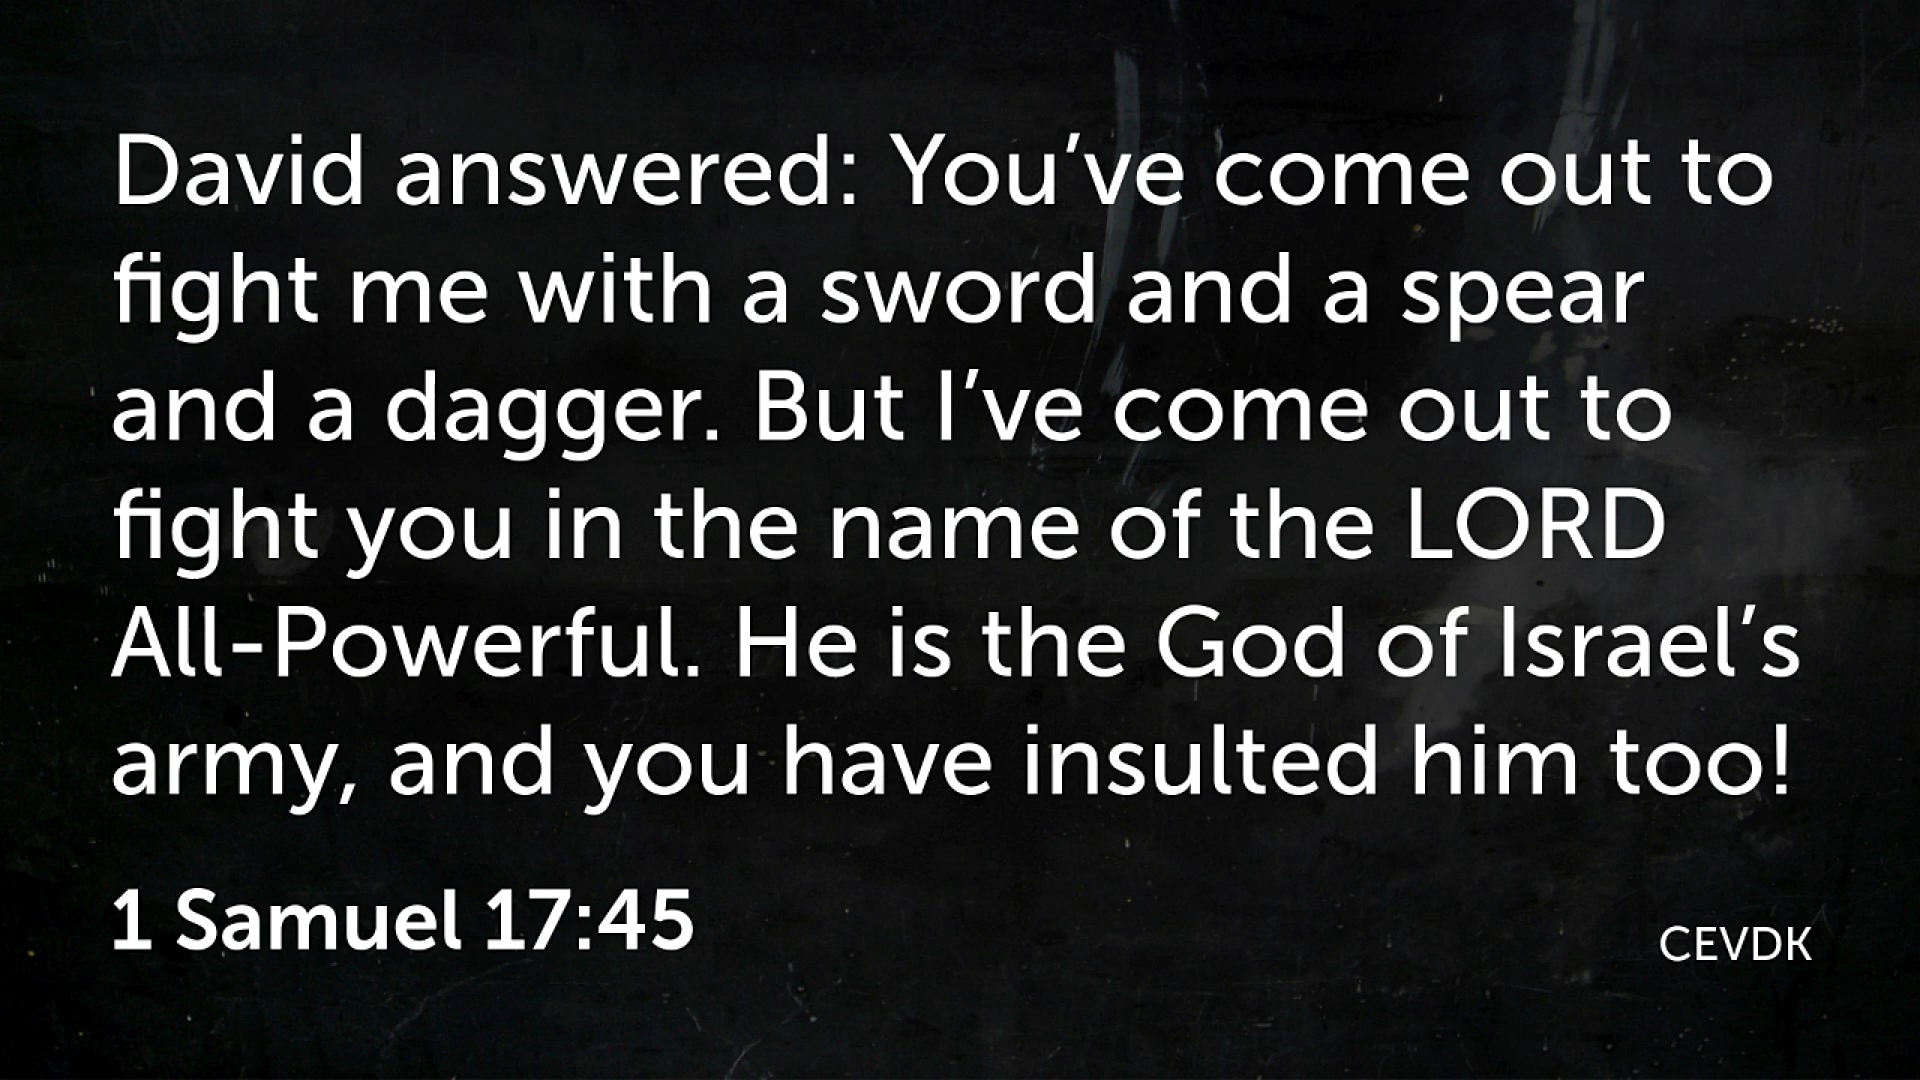 David answered: You’ve come out to
fight me with a sword and a spear
and a dagger. But I’ve come out to
fight you in the name of the LORD
All-Powerful. He is the God of Israel’s
army, and you have insulted him too!
1 Samuel 17:45
CEVDK